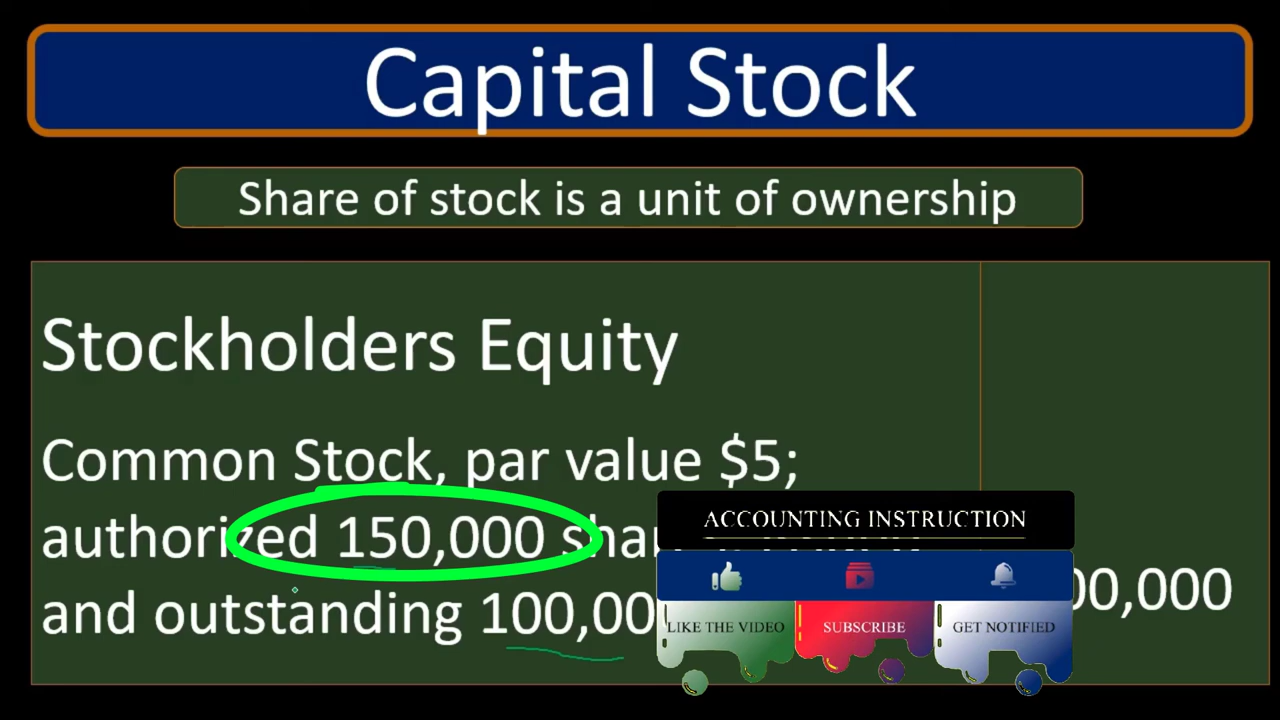 Capital Stock
Share of stock is a unit of ownership
Stockholders Equity
Common Stock, par value $5;
authorized 150,000
and outstanding
ACCOUNTING INSTRUCTION
LIKE THE VIDEO
SUBSCRIBE
GET NOTIFIED